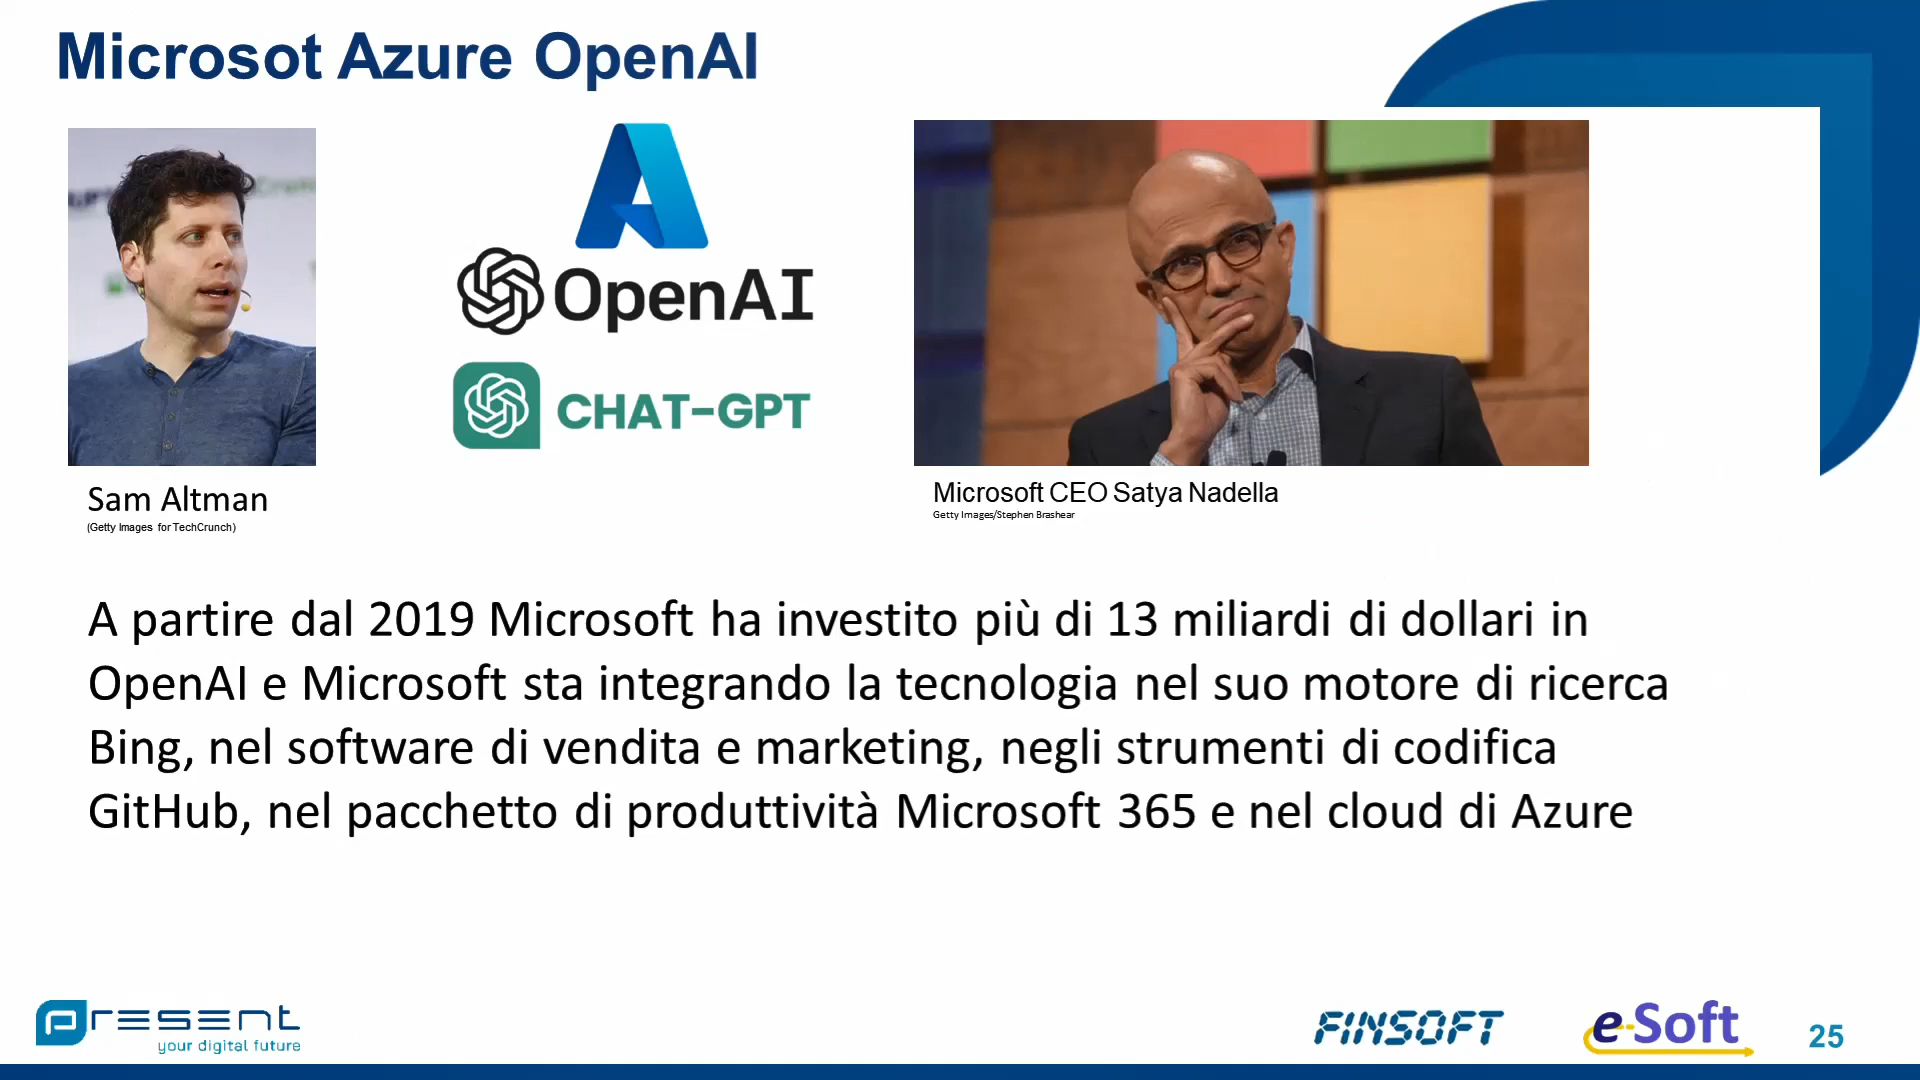 Microsot Azure OpenAI
OpenAI
CHAT-GPT
Sam Altman
(Getty Images for TechCrunch)
Microsoft CEO Satya Nadella
Getty Images/Stephen Brashear
A partire dal 2019 Microsoft ha investito più di 13 miliardi di dollari in
OpenAI e Microsoft sta integrando la tecnologia nel suo motore di ricerca
Bing, nel software di vendita e marketing, negli strumenti di codifica
GitHub, nel pacchetto di produttività Microsoft 365 e nel cloud di Azure
present
your digital future
FINSOFT
e-Soft
25